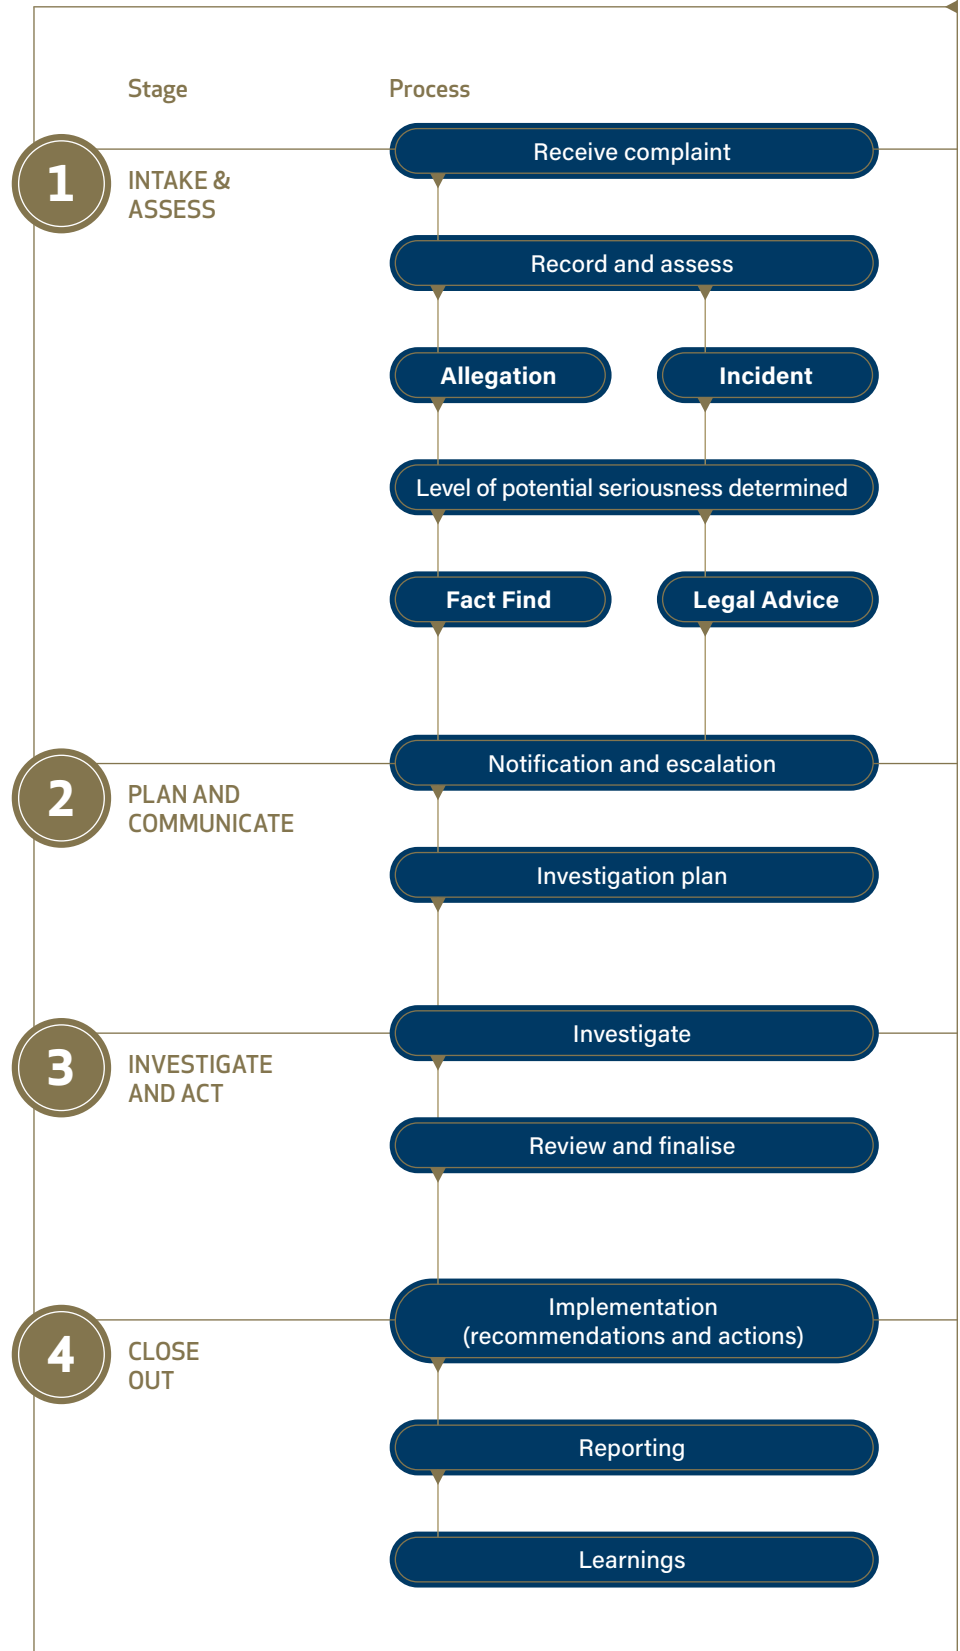 Stage
Process
1
INTAKE &
ASSESS
Receive complaint
Record and assess
Allegation
Incident
Level of potential seriousness determined
Fact Find
Legal Advice
2
PLAN AND
COMMUNICATE
Notification and escalation
Investigation plan
3
INVESTIGATE
AND ACT
Investigate
Review and finalise
4
CLOSE
OUT
Implementation
(recommendations and actions)
Reporting
Learnings